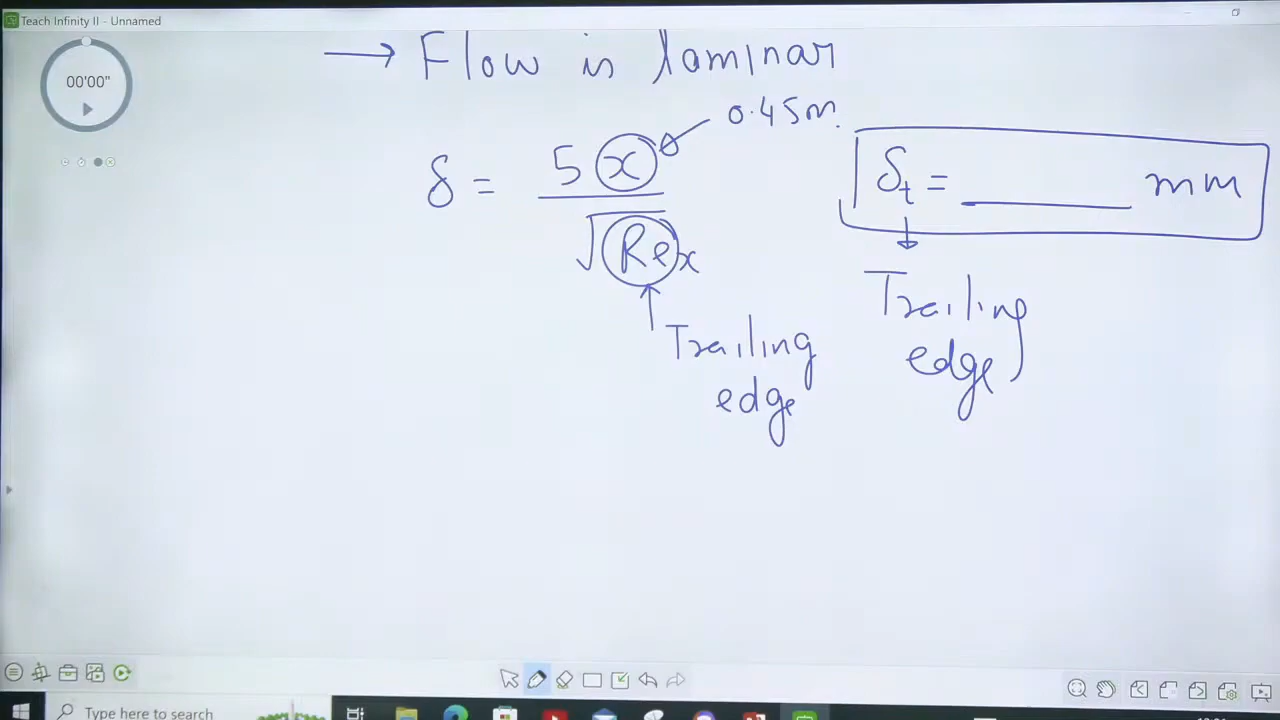 Teach Infinity II - Unnamed
00'00"
→ Flow is laminar
0.45m.
δ = 5 x / √Rex
δt = ______ mm
Trailing edge
Trailing edge
Type here to search